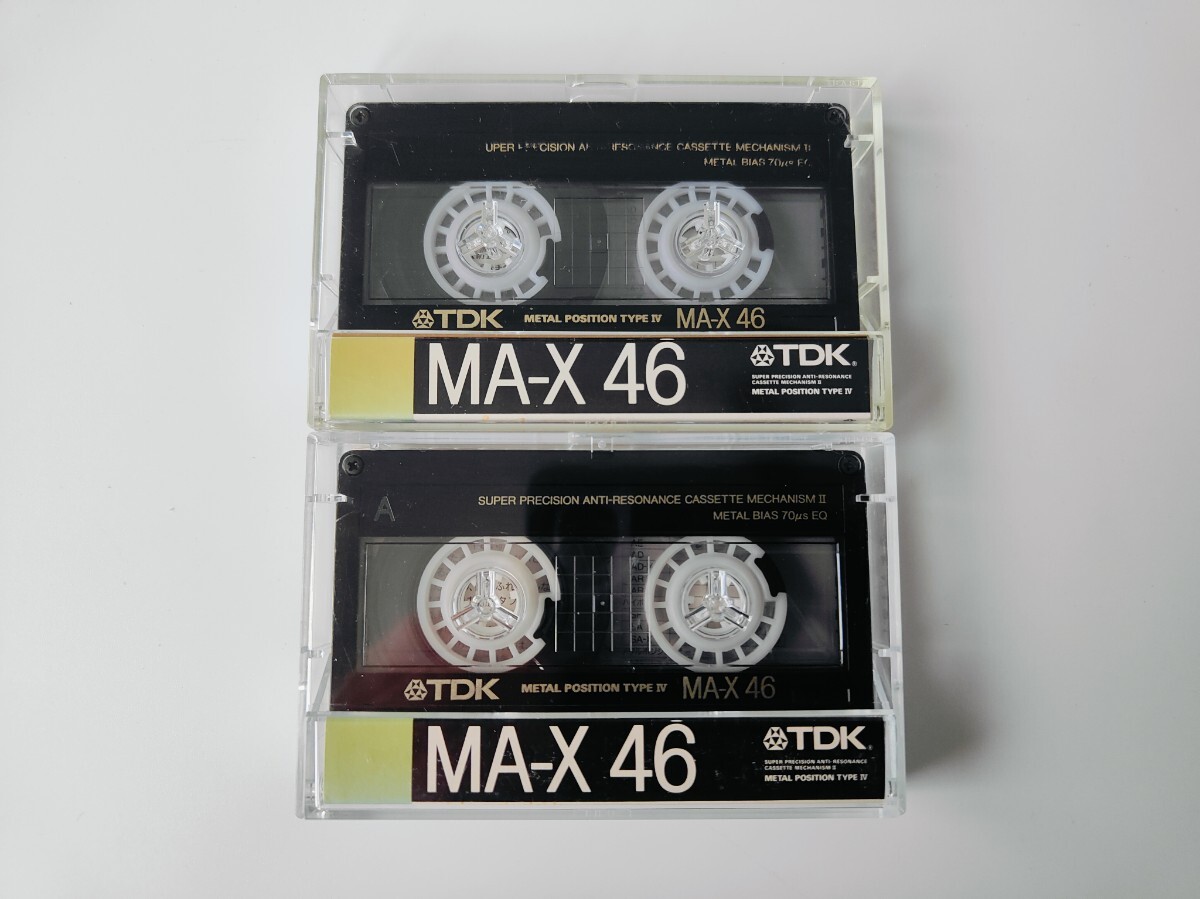 UPER PRECISION ANTI-RESONANCE CASSETTE MECHANISM II
METAL BIAS 70µs EQ
TDK METAL POSITION TYPE IV MA-X 46
MA-X 46 TDK®
SUPER PRECISION ANTI-RESONANCE
CASSETTE MECHANISM II
METAL POSITION TYPE IV
A
SUPER PRECISION ANTI-RESONANCE CASSETTE MECHANISM II
METAL BIAS 70µs EQ
TDK METAL POSITION TYPE IV MA-X 46
MA-X 46 TDK®
SUPER PRECISION ANTI-RESONANCE
CASSETTE MECHANISM II
METAL POSITION TYPE IV